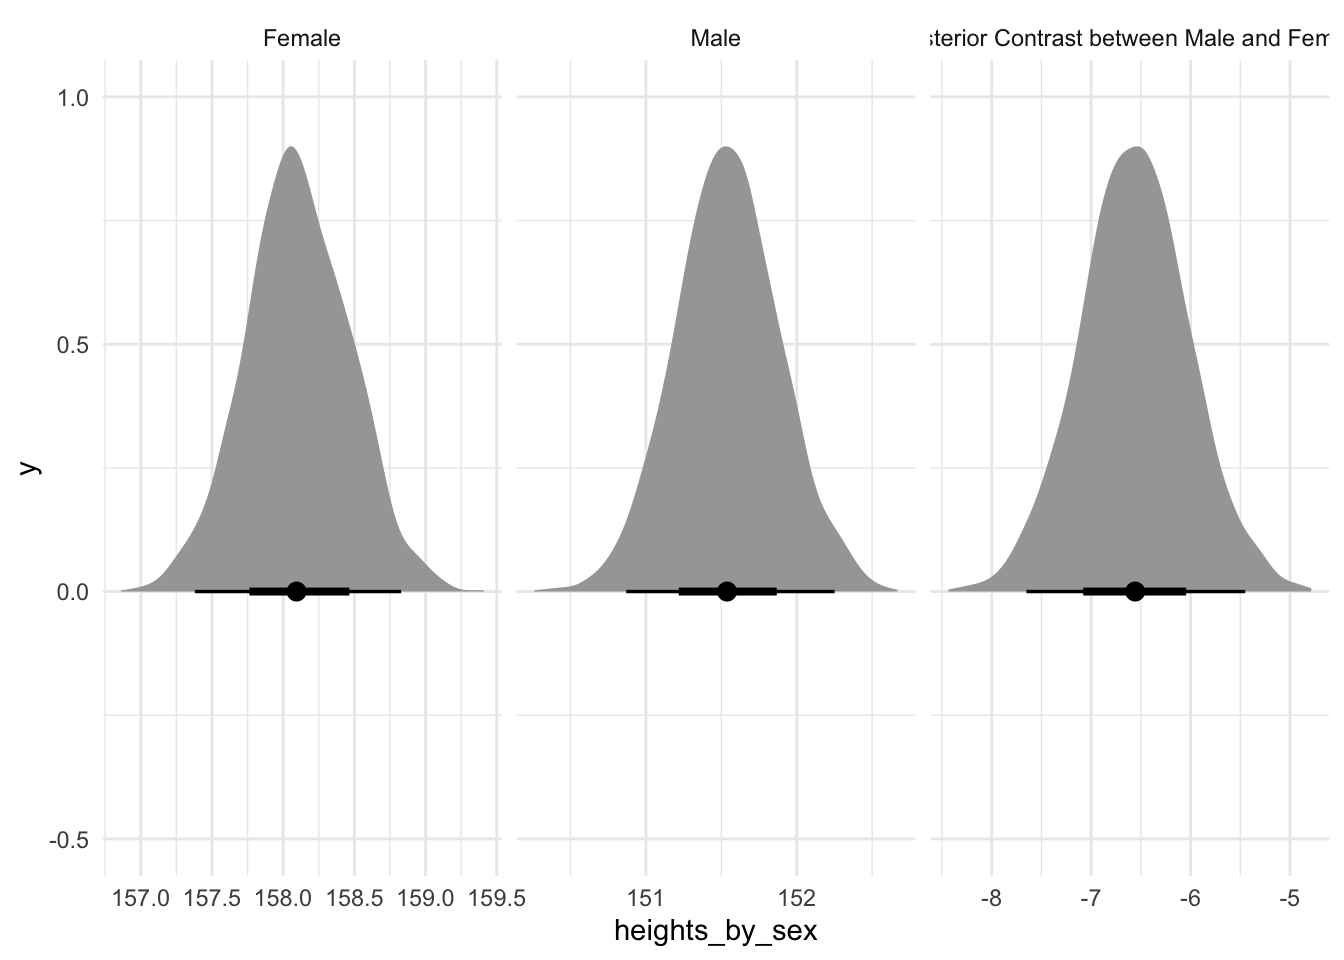 Female
Male
sterior Contrast between Male and Fem
1.0
0.5
0.0
-0.5
y
157.0 157.5 158.0 158.5 159.0 159.5
151 152
-8 -7 -6 -5
heights_by_sex